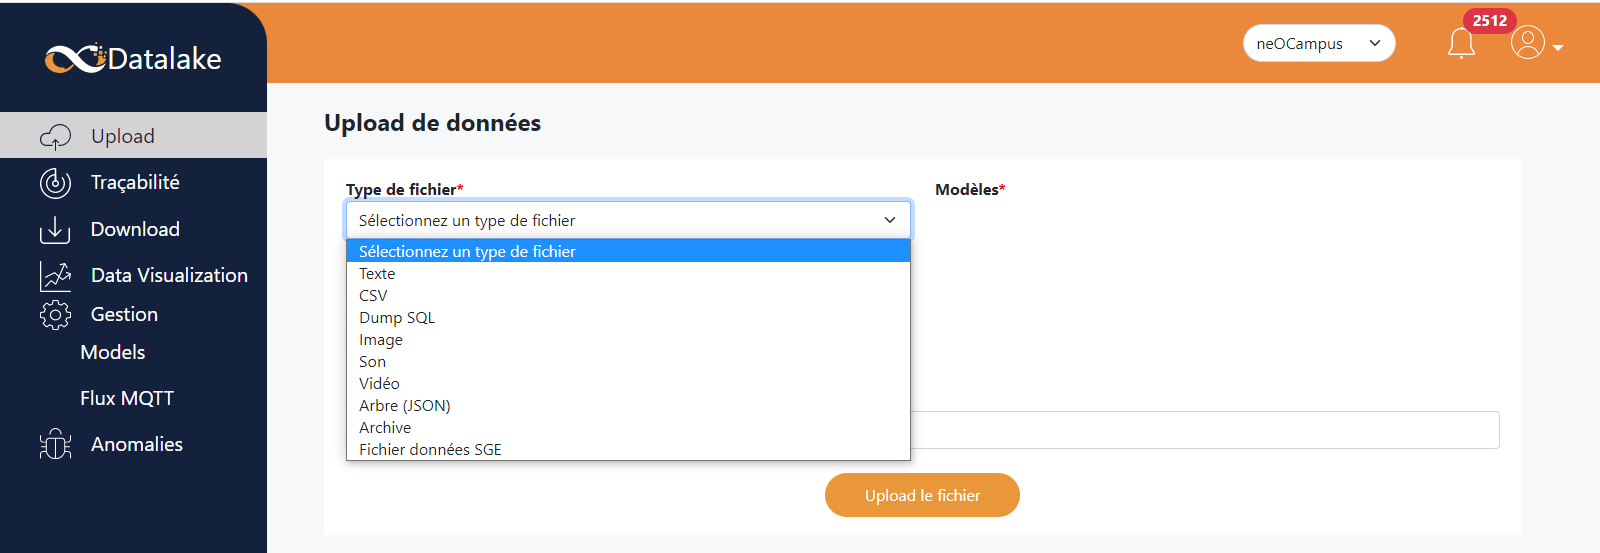 Datalake
neOCampus
2512
Upload
Traçabilité
Download
Data Visualization
Gestion
Models
Flux MQTT
Anomalies
Upload de données
Type de fichier*
Modèles*
Sélectionnez un type de fichier
Sélectionnez un type de fichier
Texte
CSV
Dump SQL
Image
Son
Vidéo
Arbre (JSON)
Archive
Fichier données SGE
Upload le fichier